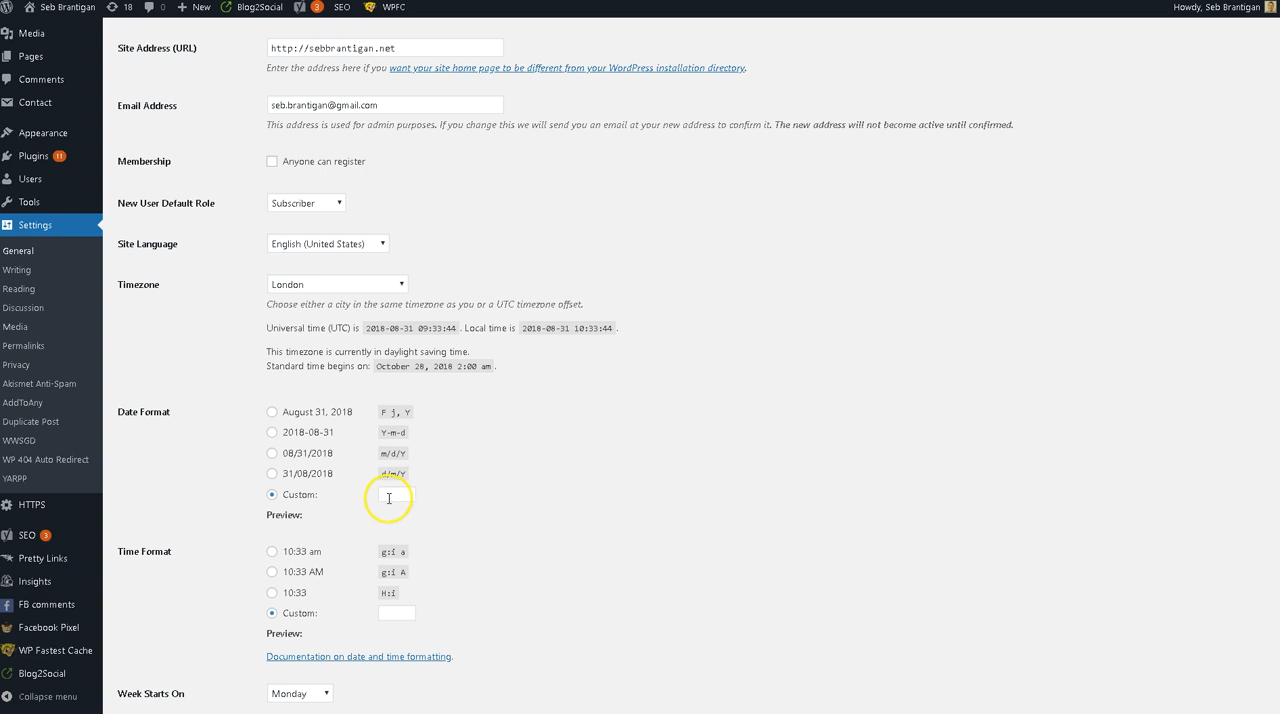 Seb Brantigan 18 0 New Blog2Social 3 SEO WPFC Howdy, Seb Brantigan
Media
Pages
Comments
Contact
Appearance
Plugins 11
Users
Tools
Settings
General
Writing
Reading
Discussion
Media
Permalinks
Privacy
Akismet Anti-Spam
AddToAny
Duplicate Post
WWSGD
WP 404 Auto Redirect
YARPP
HTTPS
SEO 3
Pretty Links
Insights
FB comments
Facebook Pixel
WP Fastest Cache
Blog2Social
Collapse menu
Site Address (URL) http://sebbrantigan.net
Enter the address here if you want your site home page to be different from your WordPress installation directory.
Email Address seb.brantigan@gmail.com
This address is used for admin purposes. If you change this we will send you an email at your new address to confirm it. The new address will not become active until confirmed.
Membership Anyone can register
New User Default Role Subscriber
Site Language English (United States)
Timezone London
Choose either a city in the same timezone as you or a UTC timezone offset.
Universal time (UTC) is 2018-08-31 09:33:44 . Local time is 2018-08-31 10:33:44 .
This timezone is currently in daylight saving time.
Standard time begins on: October 28, 2018 2:00 am .
Date Format August 31, 2018 F j, Y
2018-08-31 Y-m-d
08/31/2018 m/d/Y
31/08/2018 d/m/Y
Custom:
Preview:
Time Format 10:33 am g:i a
10:33 AM g:i A
10:33 H:i
Custom:
Preview:
Documentation on date and time formatting.
Week Starts On Monday